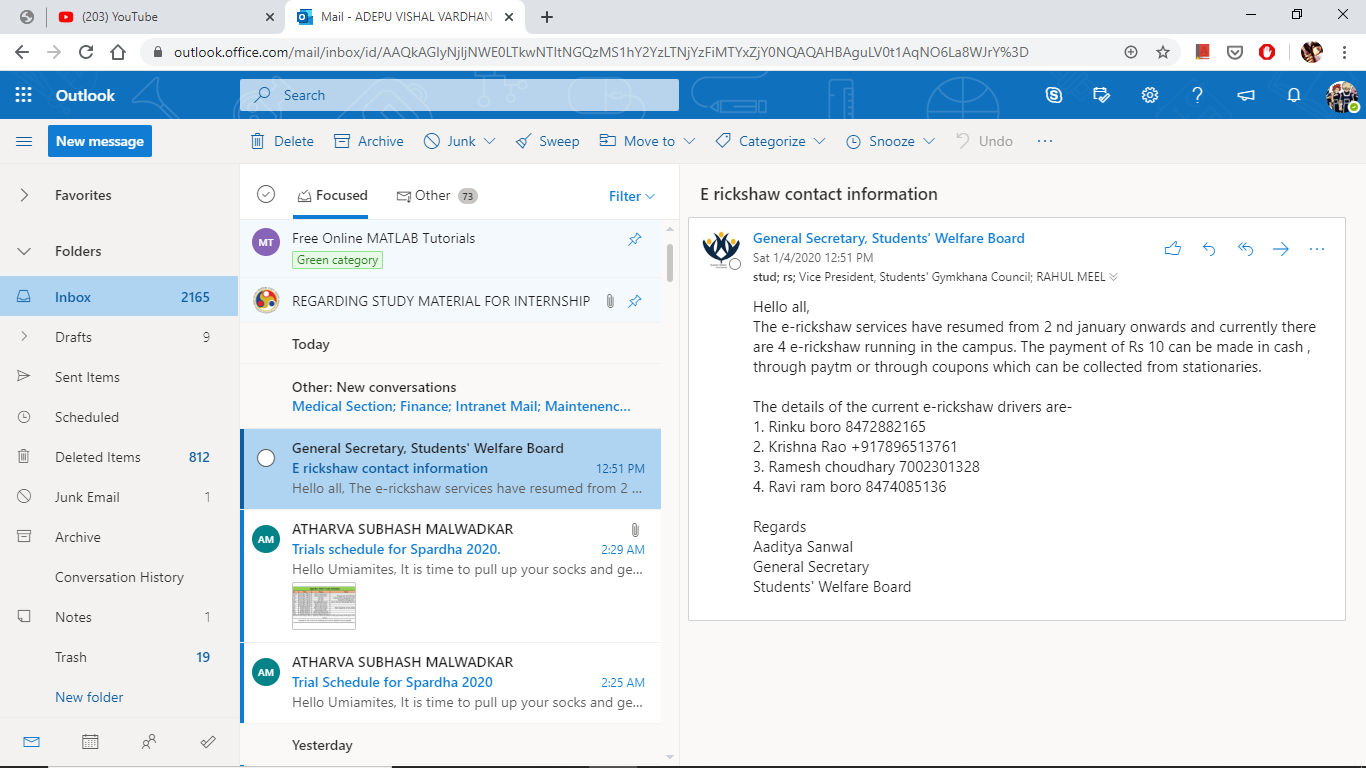 (203) YouTube
Mail - ADEPU VISHAL VARDHAN
outlook.office.com/mail/inbox/id/AAQkAGIyNjljNWE0LTkwNTItNGQzMS1hY2YzLTNjYzFiMTYxZjY0NQAQAHBAguLV0t1AqNO6La8WJrY%3D
Outlook
Search
New message
Delete
Archive
Junk
Sweep
Move to
Categorize
Snooze
Undo
Favorites
Folders
Inbox 2165
Drafts 9
Sent Items
Scheduled
Deleted Items 812
Junk Email 1
Archive
Conversation History
Notes 1
Trash 19
New folder
Focused
Other 73
Filter
MT
Free Online MATLAB Tutorials
Green category
REGARDING STUDY MATERIAL FOR INTERNSHIP
Today
Other: New conversations
Medical Section; Finance; Intranet Mail; Maintenenc...
General Secretary, Students' Welfare Board
E rickshaw contact information 12:51 PM
Hello all, The e-rickshaw services have resumed from 2 ...
AM
ATHARVA SUBHASH MALWADKAR
Trials schedule for Spardha 2020. 2:29 AM
Hello Umiamites, It is time to pull up your socks and ge...
AM
ATHARVA SUBHASH MALWADKAR
Trial Schedule for Spardha 2020 2:25 AM
Hello Umiamites, It is time to pull up your socks and ge...
Yesterday
E rickshaw contact information
General Secretary, Students' Welfare Board
Sat 1/4/2020 12:51 PM
stud; rs; Vice President, Students' Gymkhana Council; RAHUL MEEL
Hello all,
The e-rickshaw services have resumed from 2 nd january onwards and currently there
are 4 e-rickshaw running in the campus. The payment of Rs 10 can be made in cash ,
through paytm or through coupons which can be collected from stationaries.
The details of the current e-rickshaw drivers are-
1. Rinku boro 8472882165
2. Krishna Rao +917896513761
3. Ramesh choudhary 7002301328
4. Ravi ram boro 8474085136
Regards
Aaditya Sanwal
General Secretary
Students' Welfare Board